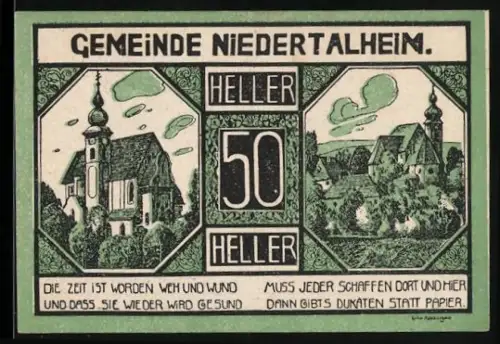 GEMEINDE NIEDERTALHEIM.
HELLER
50
HELLER
DIE ZEIT IST WORDEN WEH UND WUND
UND DASS SIE WIEDER WIRD GESUND
MUSS JEDER SCHAFFEN DORT UND HIER
DANN GIBTS DUKATEN STATT PAPIER.